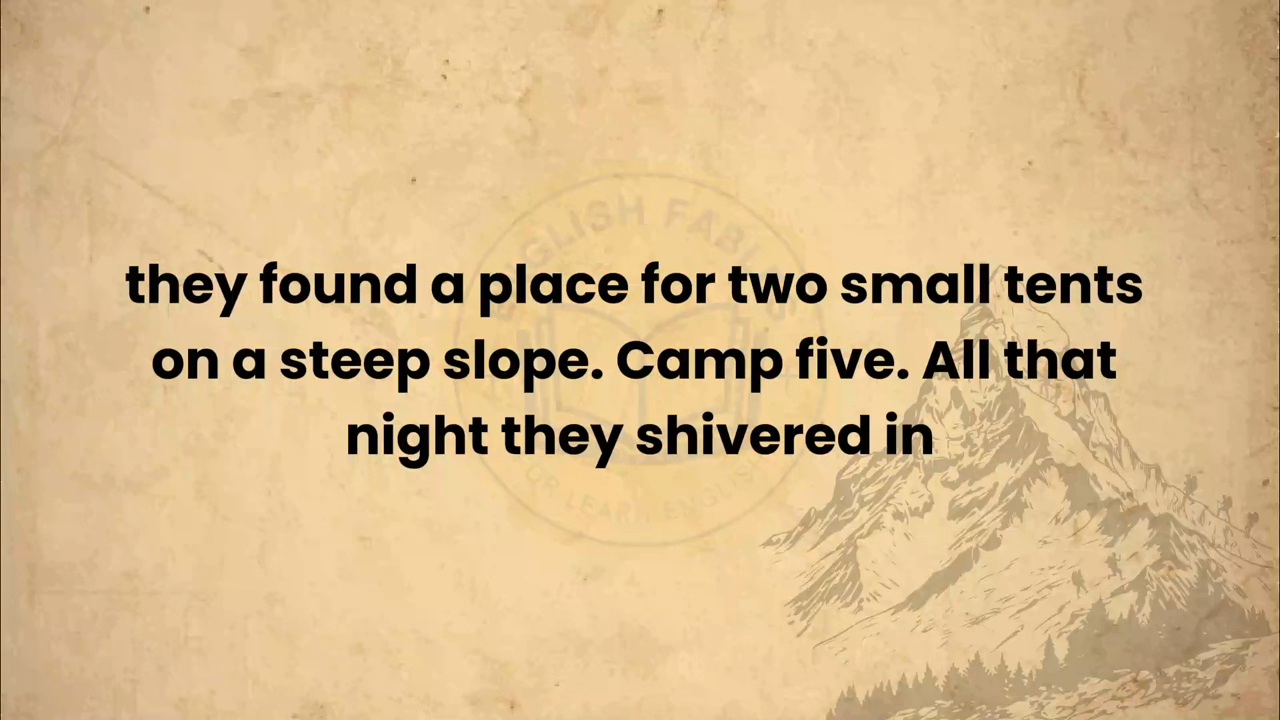 they found a place for two small tents
on a steep slope. Camp five. All that
night they shivered in